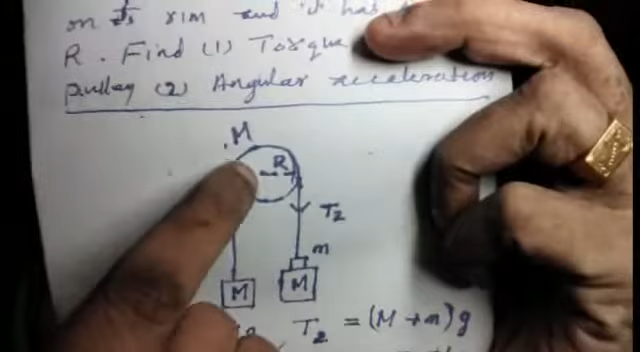 on its rim and it has
R. Find (1) Torque
pulley (2) Angular acceleration
.M
R
T₂
m
M
M
T₂ = (M + m) g